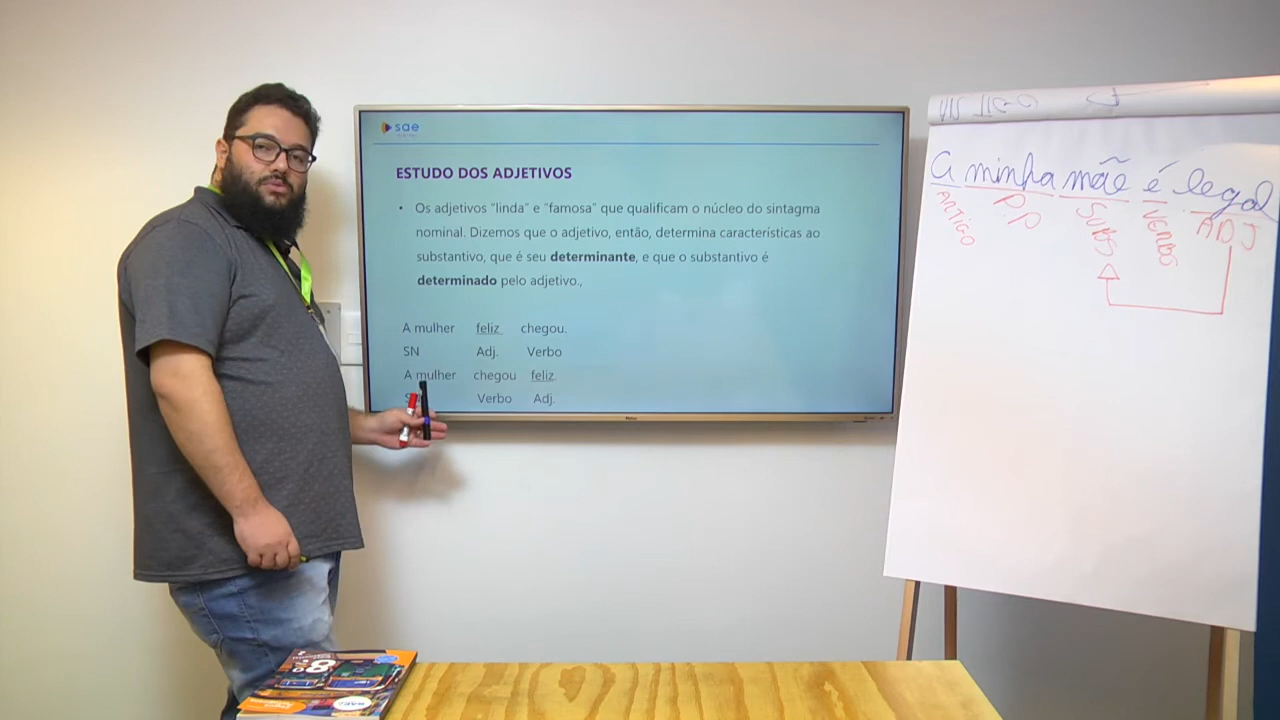 sae
ESTUDO DOS ADJETIVOS
• Os adjetivos "linda" e "famosa" que qualificam o núcleo do sintagma
nominal. Dizemos que o adjetivo, então, determina características ao
substantivo, que é seu determinante, e que o substantivo é
determinado pelo adjetivo.,
A mulher feliz chegou.
SN Adj. Verbo
A mulher chegou feliz.
Verbo Adj.
A minha mãe é legal
ARTIGO PP SUBS VERBO ADJ
8